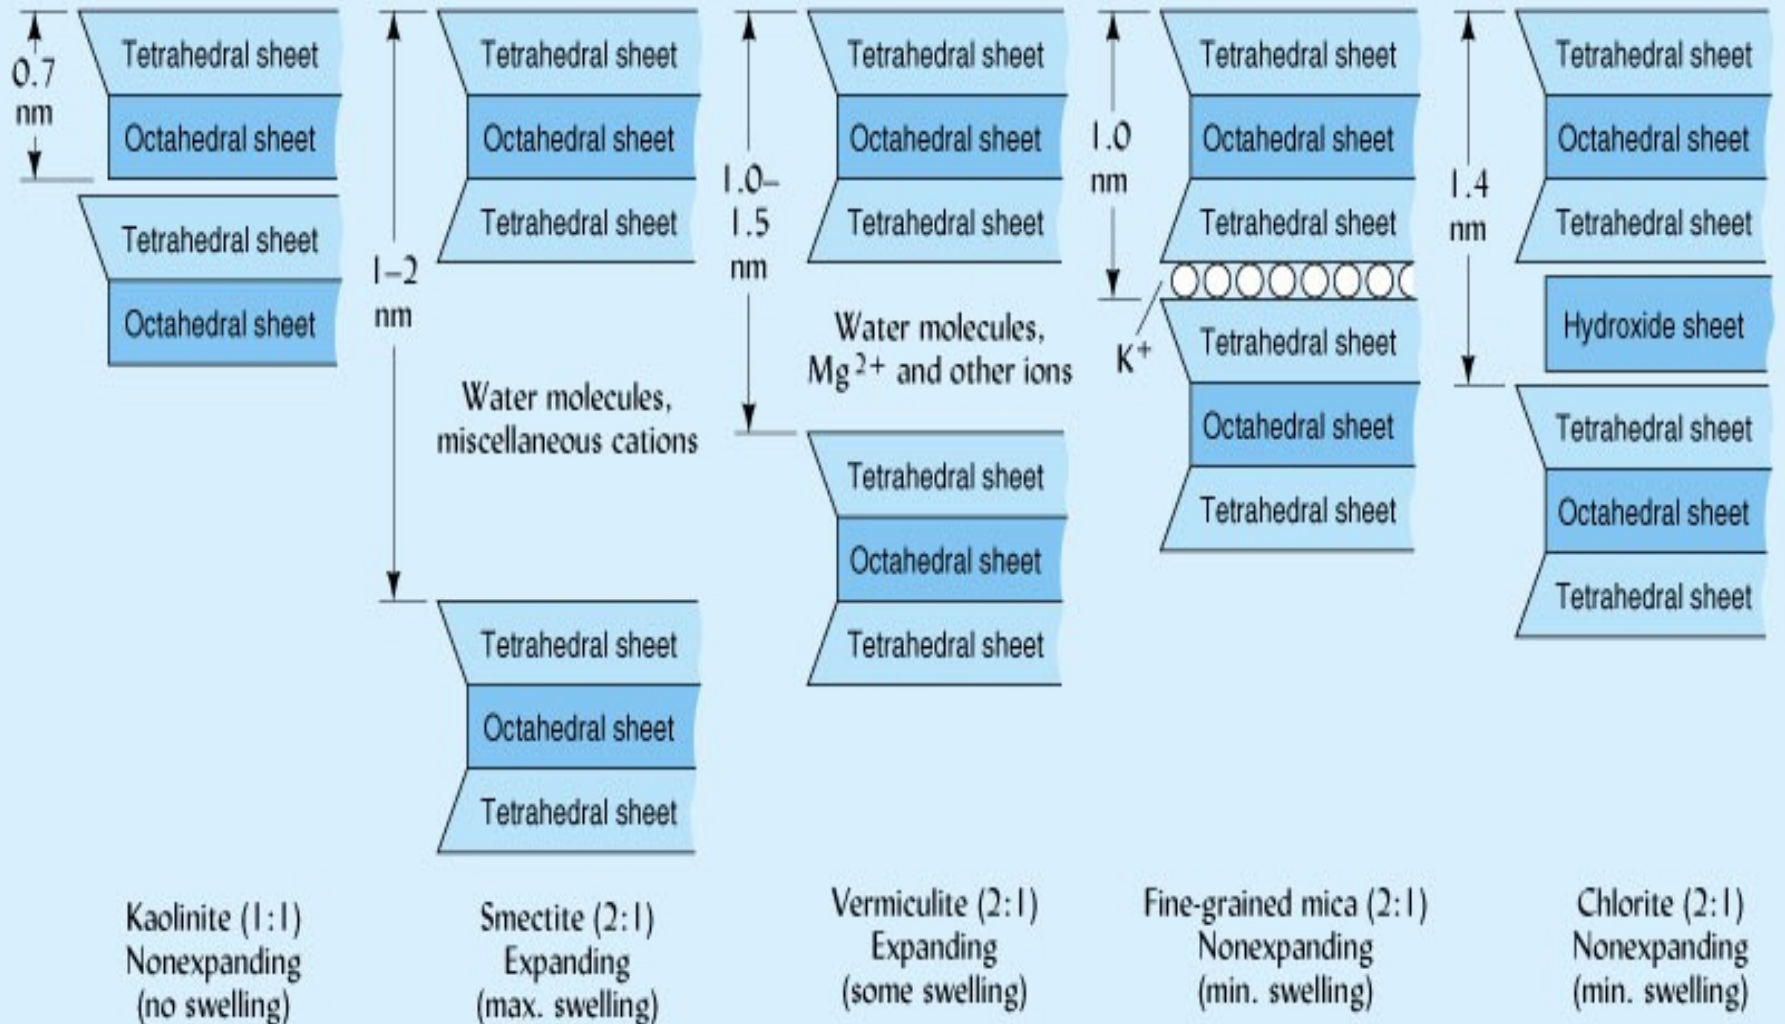 0.7
nm
Tetrahedral sheet
Octahedral sheet
Tetrahedral sheet
Octahedral sheet
Kaolinite (1:1)
Nonexpanding
(no swelling)
1–2
nm
Tetrahedral sheet
Octahedral sheet
Tetrahedral sheet
Water molecules,
miscellaneous cations
Tetrahedral sheet
Octahedral sheet
Tetrahedral sheet
Smectite (2:1)
Expanding
(max. swelling)
1.0–
1.5
nm
Tetrahedral sheet
Octahedral sheet
Tetrahedral sheet
Water molecules,
Mg2+ and other ions
Tetrahedral sheet
Octahedral sheet
Tetrahedral sheet
Vermiculite (2:1)
Expanding
(some swelling)
1.0
nm
Tetrahedral sheet
Octahedral sheet
Tetrahedral sheet
K+
Tetrahedral sheet
Octahedral sheet
Tetrahedral sheet
Fine-grained mica (2:1)
Nonexpanding
(min. swelling)
1.4
nm
Tetrahedral sheet
Octahedral sheet
Tetrahedral sheet
Hydroxide sheet
Tetrahedral sheet
Octahedral sheet
Tetrahedral sheet
Chlorite (2:1)
Nonexpanding
(min. swelling)